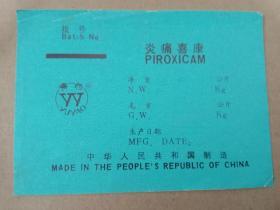 批号
Batch No
炎痛喜康
PIROXICAM
净重 公斤
N.W. Kg
毛重 公斤
G.W. Kg
生产日期
MFG. DATE:
中华人民共和国制造
MADE IN THE PEOPLE'S REPUBLIC OF CHINA